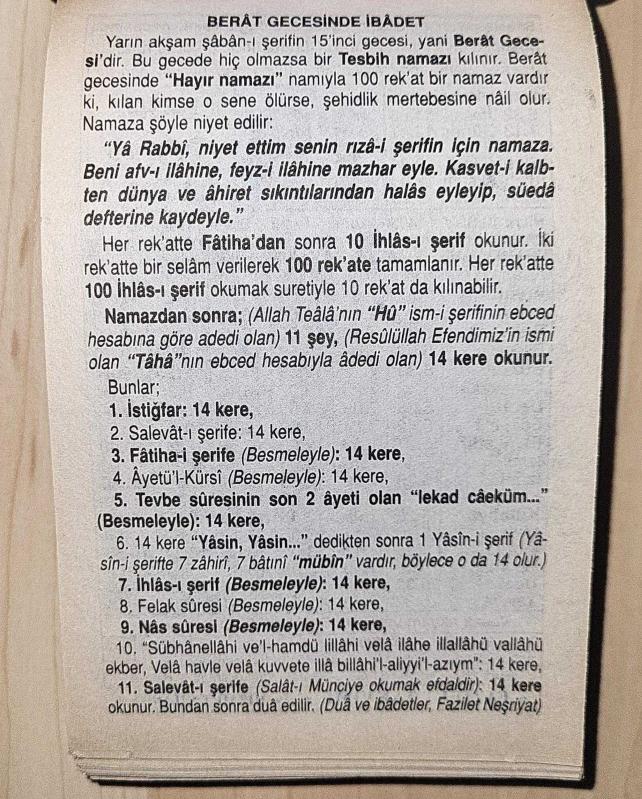 BERÂT GECESİNDE İBÂDET
Yarın akşam şâbân-ı şerifin 15'inci gecesi, yani Berât Gece-
si'dir. Bu gecede hiç olmazsa bir Tesbih namazı kılınır. Berât
gecesinde "Hayır namazı" namıyla 100 rek'at bir namaz vardır
ki, kılan kimse o sene ölürse, şehidlik mertebesine nâil olur.
Namaza şöyle niyet edilir:
"Yâ Rabbî, niyet ettim senin rızâ-i şerifin için namaza.
Beni afv-ı ilâhine, feyz-i ilâhine mazhar eyle. Kasvet-i kalb-
ten dünya ve âhiret sıkıntılarından halâs eyleyip, süedâ
defterine kaydeyle."
Her rek'atte Fâtiha'dan sonra 10 İhlâs-ı şerif okunur. İki
rek'atte bir selâm verilerek 100 rek'ate tamamlanır. Her rek'atte
100 İhlâs-ı şerif okumak suretiyle 10 rek'at da kılınabilir.
Namazdan sonra; (Allah Teâlâ'nın "Hû" ism-i şerifinin ebced
hesabına göre adedi olan) 11 şey, (Resûlüllah Efendimiz'in ismi
olan "Tâhâ"nın ebced hesabıyla âdedi olan) 14 kere okunur.
Bunlar;
1. İstiğfar: 14 kere,
2. Salevât-ı şerife: 14 kere,
3. Fâtiha-i şerife (Besmeleyle): 14 kere,
4. Âyetü'l-Kürsî (Besmeleyle): 14 kere,
5. Tevbe sûresinin son 2 âyeti olan "lekad câeküm..."
(Besmeleyle): 14 kere,
6. 14 kere "Yâsin, Yâsin..." dedikten sonra 1 Yâsîn-i şerif (Yâ-
sîn-i şerifte 7 zâhirî, 7 bâtınî "mübîn" vardır, böylece o da 14 olur.)
7. İhlâs-ı şerif (Besmeleyle): 14 kere,
8. Felak sûresi (Besmeleyle): 14 kere,
9. Nâs sûresi (Besmeleyle): 14 kere,
10. "Sübhânellâhi ve'l-hamdü lillâhi velâ ilâhe illallâhü vallâhü
ekber, Velâ havle velâ kuvvete illâ billâhi'l-aliyyi'l-azıym": 14 kere,
11. Salevât-ı şerife (Salât-ı Münciye okumak efdaldir): 14 kere
okunur. Bundan sonra duâ edilir. (Duâ ve ibâdetler, Fazilet Neşriyat)